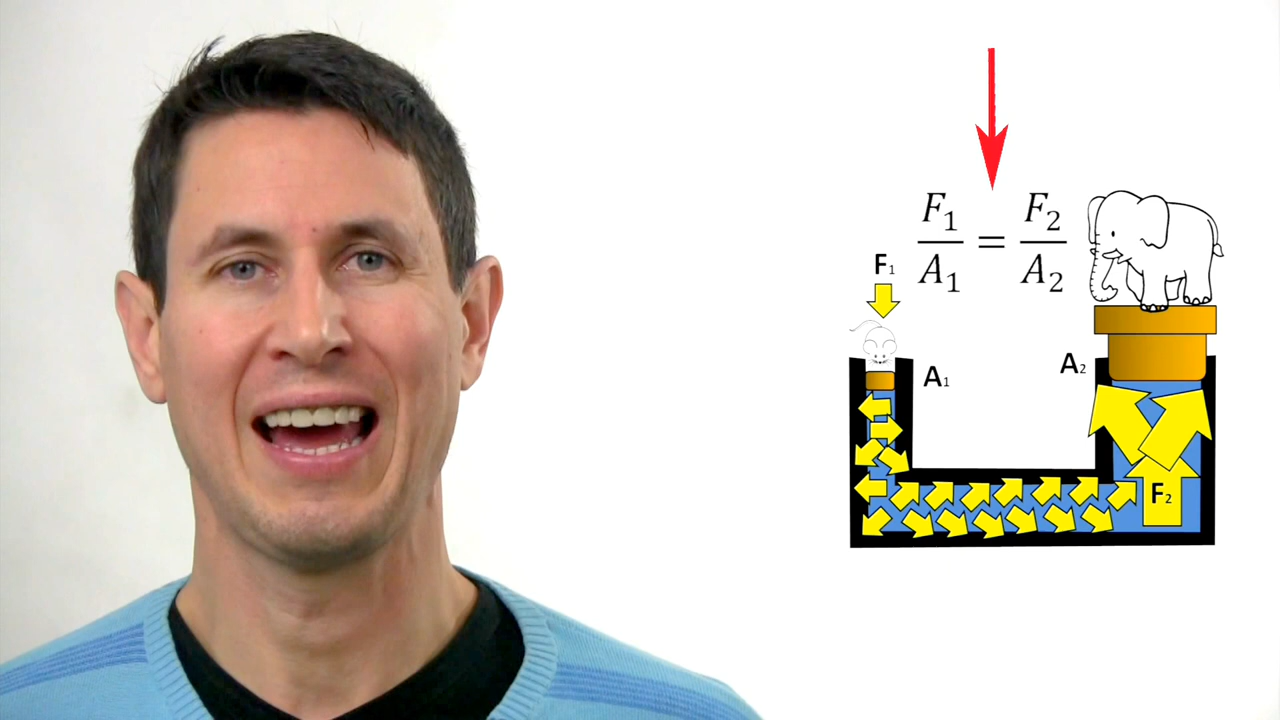 F₁/A₁ = F₂/A₂
F₁
A₁
A₂
F₂